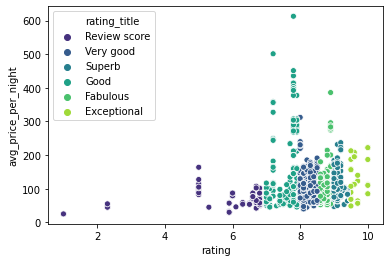 rating_title
Review score
Very good
Superb
Good
Fabulous
Exceptional
600
500
400
300
200
100
0
avg_price_per_night
2
4
6
8
10
rating